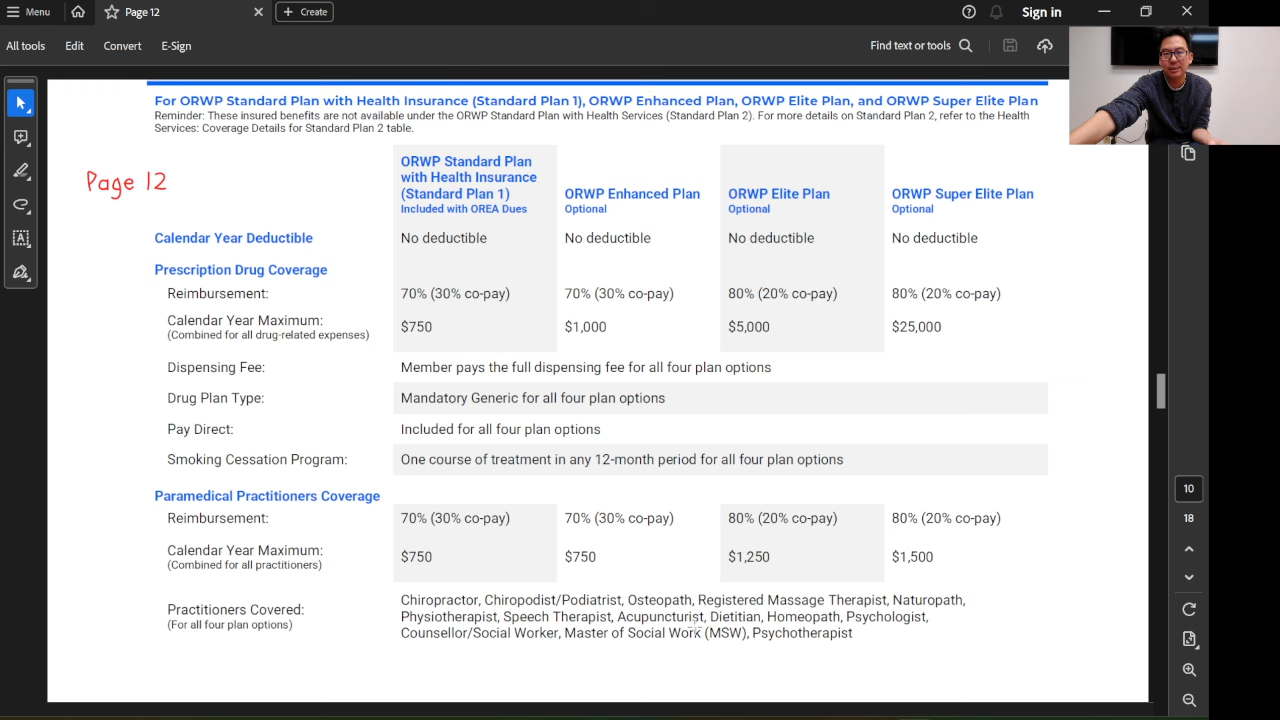 Menu
Page 12
Create
Sign in
All tools
Edit
Convert
E-Sign
Find text or tools
For ORWP Standard Plan with Health Insurance (Standard Plan 1), ORWP Enhanced Plan, ORWP Elite Plan, and ORWP Super Elite Plan
Reminder: These insured benefits are not available under the ORWP Standard Plan with Health Services (Standard Plan 2). For more details on Standard Plan 2, refer to the Health
Services: Coverage Details for Standard Plan 2 table.
Page 12
ORWP Standard Plan
with Health Insurance
(Standard Plan 1)
Included with OREA Dues
ORWP Enhanced Plan
Optional
ORWP Elite Plan
Optional
ORWP Super Elite Plan
Optional
Calendar Year Deductible
No deductible
No deductible
No deductible
No deductible
Prescription Drug Coverage
Reimbursement:
70% (30% co-pay)
70% (30% co-pay)
80% (20% co-pay)
80% (20% co-pay)
Calendar Year Maximum:
(Combined for all drug-related expenses)
$750
$1,000
$5,000
$25,000
Dispensing Fee:
Member pays the full dispensing fee for all four plan options
Drug Plan Type:
Mandatory Generic for all four plan options
Pay Direct:
Included for all four plan options
Smoking Cessation Program:
One course of treatment in any 12-month period for all four plan options
Paramedical Practitioners Coverage
Reimbursement:
70% (30% co-pay)
70% (30% co-pay)
80% (20% co-pay)
80% (20% co-pay)
Calendar Year Maximum:
(Combined for all practitioners)
$750
$750
$1,250
$1,500
Practitioners Covered:
(For all four plan options)
Chiropractor, Chiropodist/Podiatrist, Osteopath, Registered Massage Therapist, Naturopath,
Physiotherapist, Speech Therapist, Acupuncturist, Dietitian, Homeopath, Psychologist,
Counsellor/Social Worker, Master of Social Work (MSW), Psychotherapist
10
18